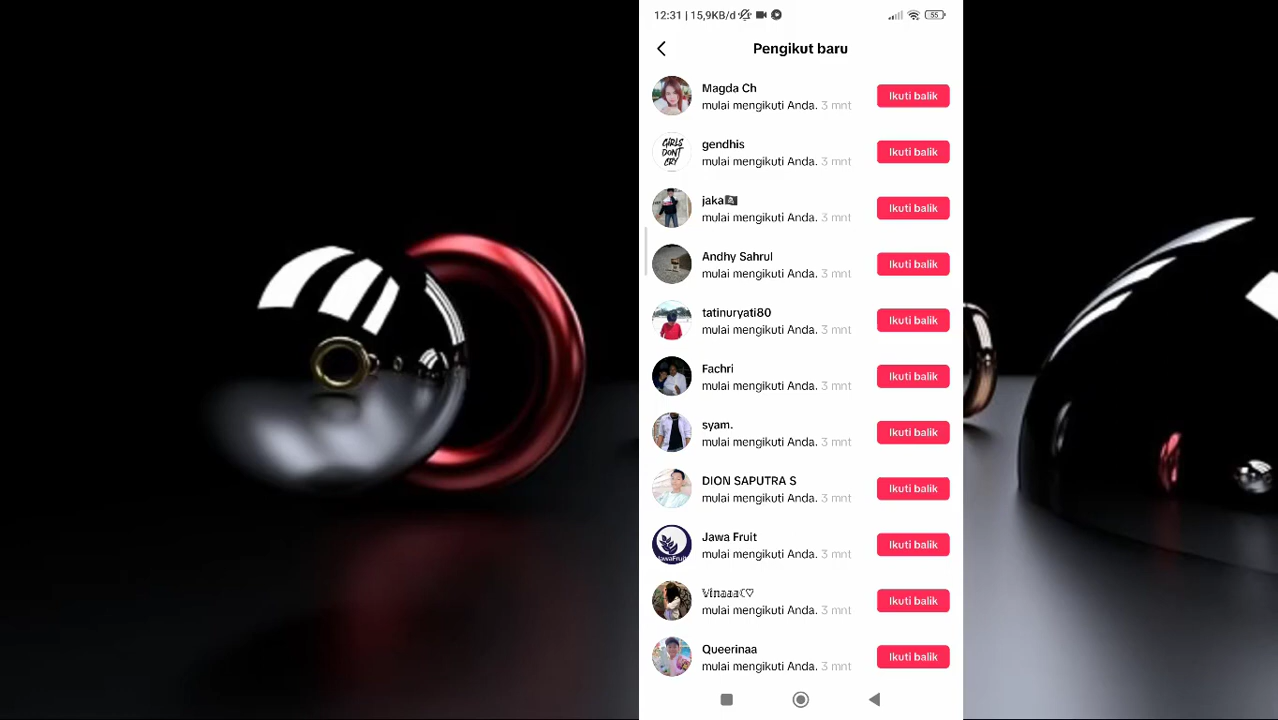 12:31 | 15,9KB/d
55
Pengikut baru
Magda Ch
mulai mengikuti Anda. 3 mnt
Ikuti balik
GIRLS
DON'T
CRY
gendhis
mulai mengikuti Anda. 3 mnt
Ikuti balik
jaka🏴‍☠️
mulai mengikuti Anda. 3 mnt
Ikuti balik
Andhy Sahrul
mulai mengikuti Anda. 3 mnt
Ikuti balik
tatinuryati80
mulai mengikuti Anda. 3 mnt
Ikuti balik
Fachri
mulai mengikuti Anda. 3 mnt
Ikuti balik
syam.
mulai mengikuti Anda. 3 mnt
Ikuti balik
DION SAPUTRA S
mulai mengikuti Anda. 3 mnt
Ikuti balik
JawaFruit
Jawa Fruit
mulai mengikuti Anda. 3 mnt
Ikuti balik
𝕍𝕚𝕟𝕒𝕒𝕒☾♡
mulai mengikuti Anda. 3 mnt
Ikuti balik
Queerinaa
mulai mengikuti Anda. 3 mnt
Ikuti balik